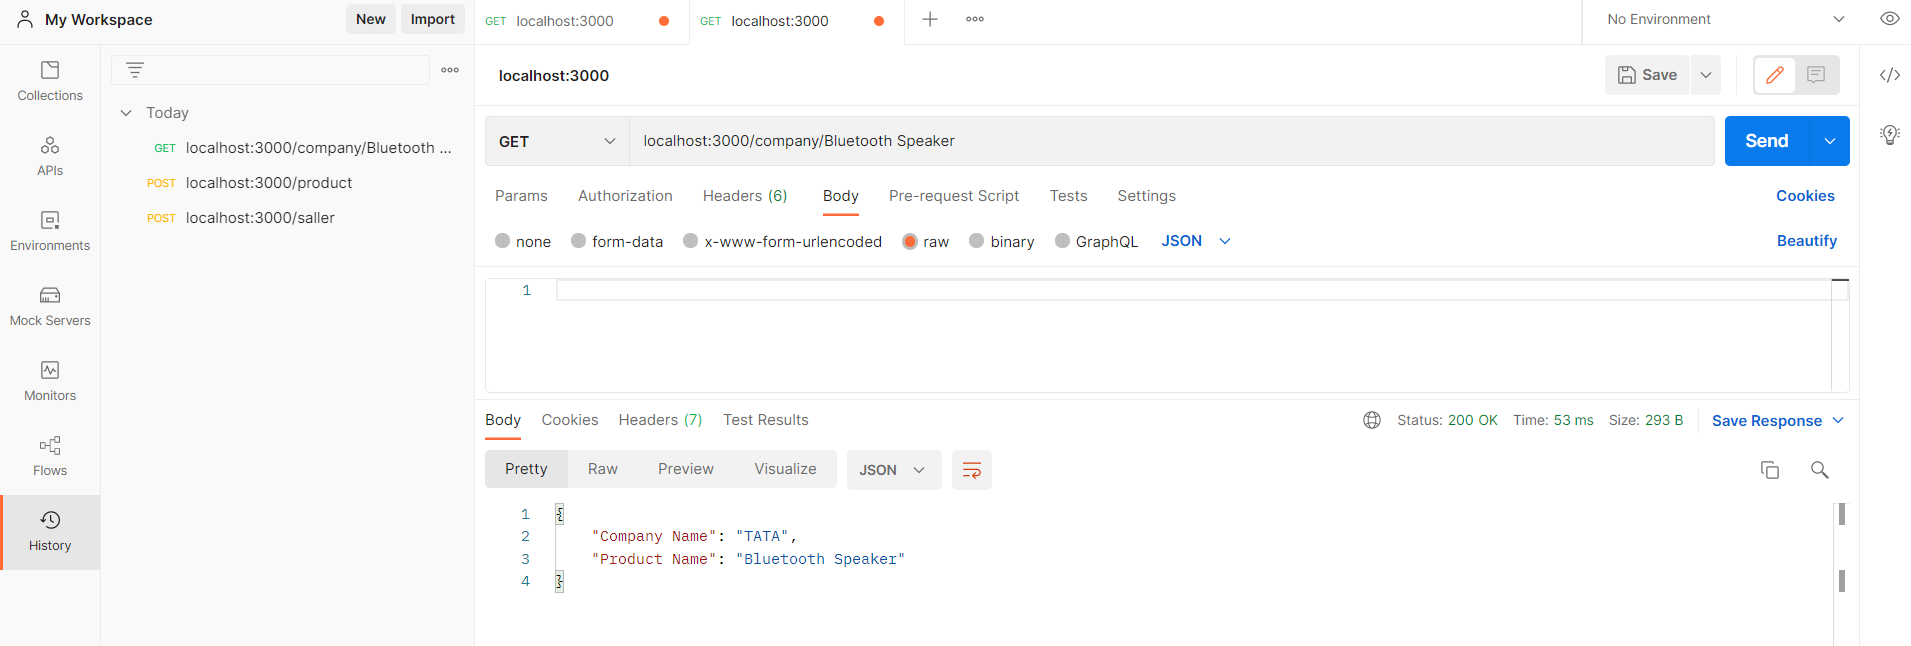 My Workspace
New
Import
GET localhost:3000
GET localhost:3000
No Environment
Collections
APIs
Environments
Mock Servers
Monitors
Flows
History
Today
GET localhost:3000/company/Bluetooth ...
POST localhost:3000/product
POST localhost:3000/saller
localhost:3000
Save
GET
localhost:3000/company/Bluetooth Speaker
Send
Params Authorization Headers (6) Body Pre-request Script Tests Settings
Cookies
none form-data x-www-form-urlencoded raw binary GraphQL JSON
Beautify
1
Body Cookies Headers (7) Test Results
Status: 200 OK Time: 53 ms Size: 293 B Save Response
Pretty Raw Preview Visualize JSON
1 {
2 "Company Name": "TATA",
3 "Product Name": "Bluetooth Speaker"
4 }